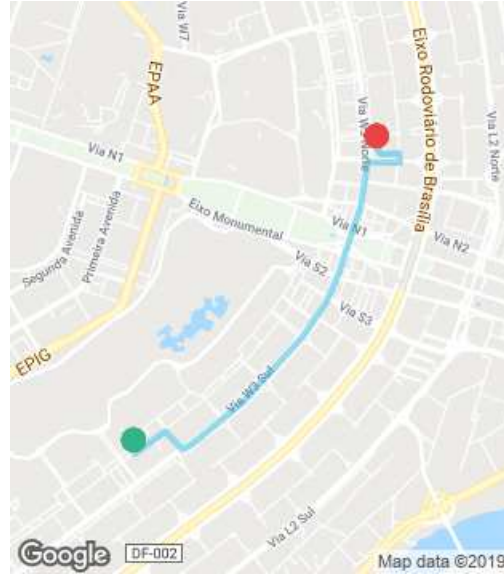 Via W7
EPAA
Eixo Rodoviário de Brasília
Via L2 Norte
Via W3 Norte
Via N1
Segunda Avenida
Primeira Avenida
Eixo Monumental
Via N1
Via N2
Via S2
Via S3
EPIG
Via W3 Sul
Via L2 Sul
Google
DF-002
Map data ©2019